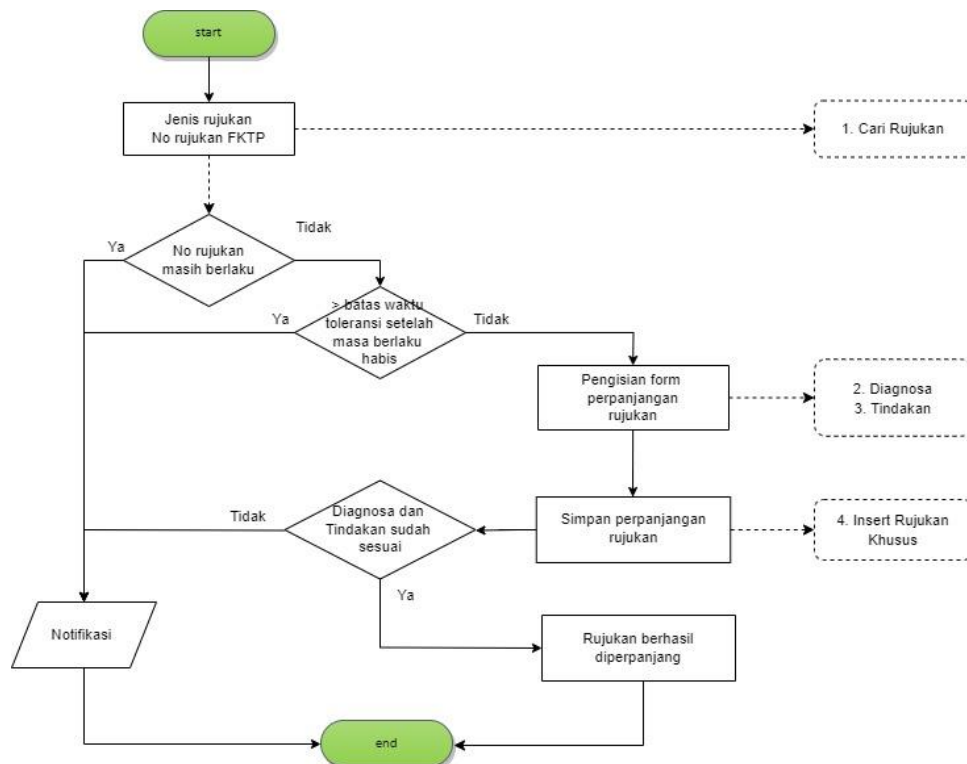 start
Jenis rujukan
No rujukan FKTP
1. Cari Rujukan
Tidak
Ya
No rujukan
masih berlaku
Ya
> batas waktu
toleransi setelah
masa berlaku
habis
Tidak
Pengisian form
perpanjangan
rujukan
2. Diagnosa
3. Tindakan
Tidak
Diagnosa dan
Tindakan sudah
sesuai
Simpan perpanjangan
rujukan
4. Insert Rujukan
Khusus
Ya
Notifikasi
Rujukan berhasil
diperpanjang
end